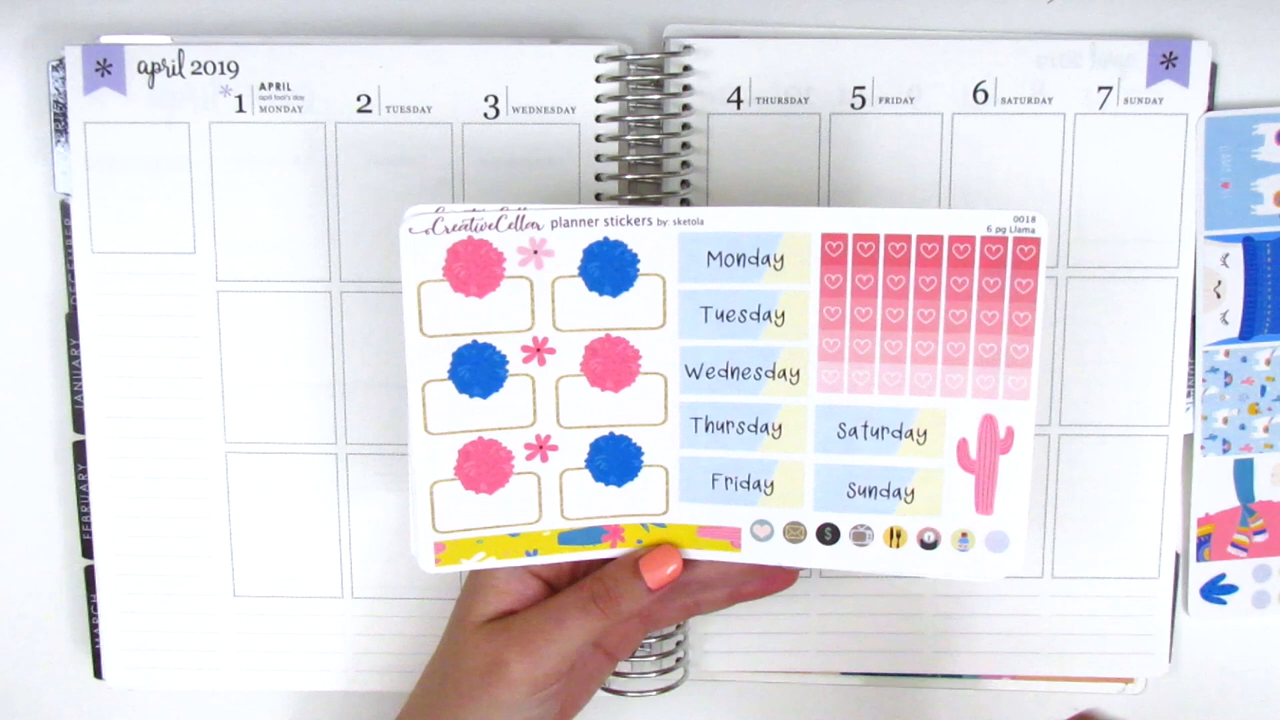 april 2019
1 APRIL
april fool's day
MONDAY
2 TUESDAY
3 WEDNESDAY
4 THURSDAY
5 FRIDAY
6 SATURDAY
7 SUNDAY
DECEMBER
JANUARY
FEBRUARY
MARCH
CreativeCellar planner stickers by: sketola
0018
6 pg Llama
Monday
Tuesday
Wednesday
Thursday
Friday
Saturday
Sunday
$